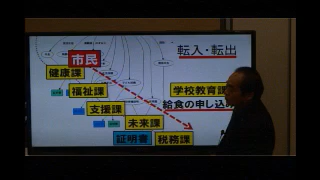 転入・転出
市民
健康課
福祉課
支援課
未来課
証明書
税務課
学校教育課
給食の申し込み